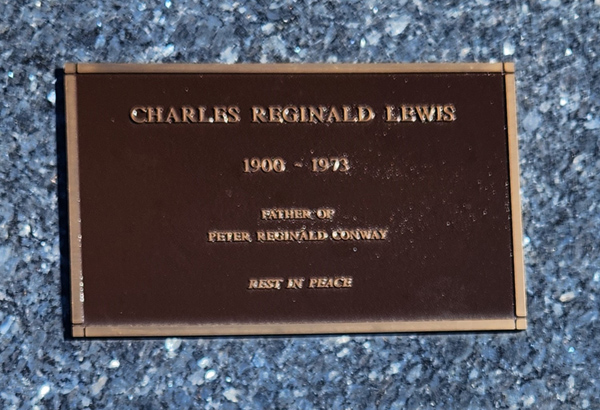 CHARLES REGINALD LEWIS
1900 - 1973
FATHER OF
PETER REGINALD CONWAY
REST IN PEACE